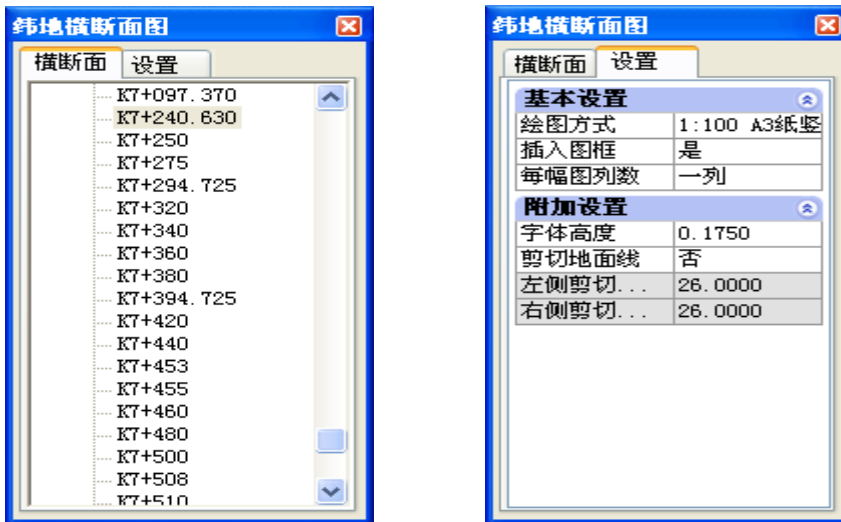 纬地横断面图
横断面 设置
K7+097.370
K7+240.630
K7+250
K7+275
K7+294.725
K7+320
K7+340
K7+360
K7+380
K7+394.725
K7+420
K7+440
K7+453
K7+455
K7+460
K7+480
K7+500
K7+508
K7+510
纬地横断面图
横断面 设置
基本设置
绘图方式 1:100 A3纸竖
插入图框 是
每幅图列数 一列
附加设置
字体高度 0.1750
剪切地面线 否
左侧剪切... 26.0000
右侧剪切... 26.0000